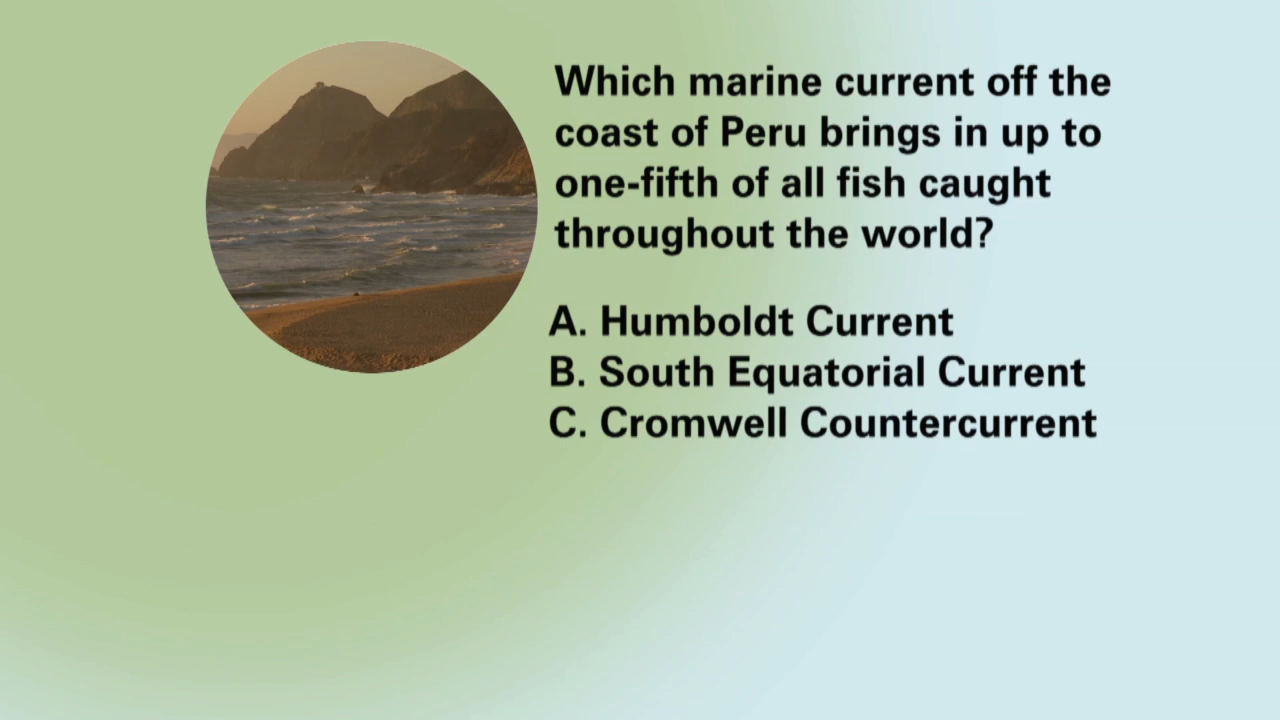 Which marine current off the
coast of Peru brings in up to
one-fifth of all fish caught
throughout the world?
A. Humboldt Current
B. South Equatorial Current
C. Cromwell Countercurrent